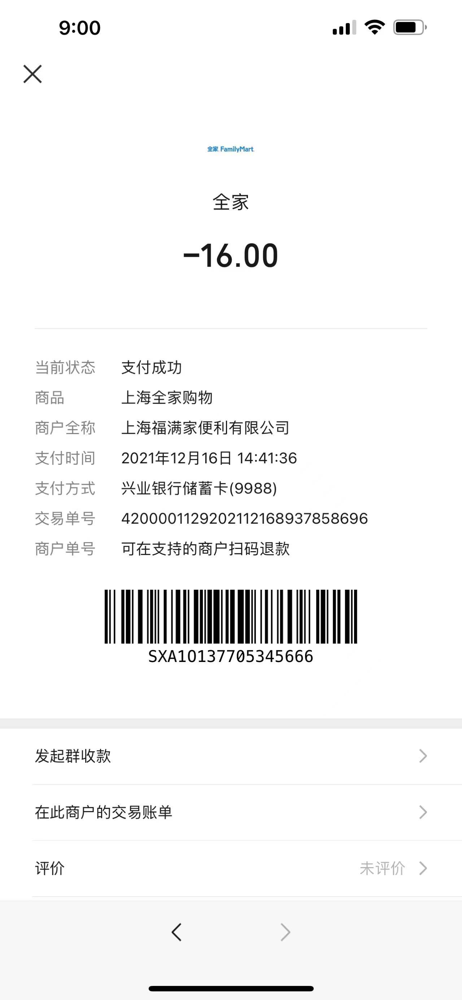 9:00
全家 FamilyMart
全家
-16.00
当前状态 支付成功
商品 上海全家购物
商户全称 上海福满家便利有限公司
支付时间 2021年12月16日 14:41:36
支付方式 兴业银行储蓄卡(9988)
交易单号 4200001129202112168937858696
商户单号 可在支持的商户扫码退款
SXA1O137705345666
发起群收款
在此商户的交易账单
评价 未评价